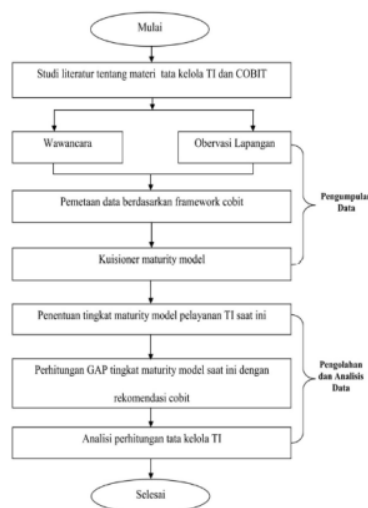 Mulai
Studi literatur tentang materi tata kelola TI dan COBIT
Wawancara
Obervasi Lapangan
Pemetaan data berdasarkan framework cobit
Kuisioner maturity model
Pengumpulan
Data
Penentuan tingkat maturity model pelayanan TI saat ini
Perhitungan GAP tingkat maturity model saat ini dengan
rekomendasi cobit
Analisi perhitungan tata kelola TI
Pengolahan
dan Analisis
Data
Selesai